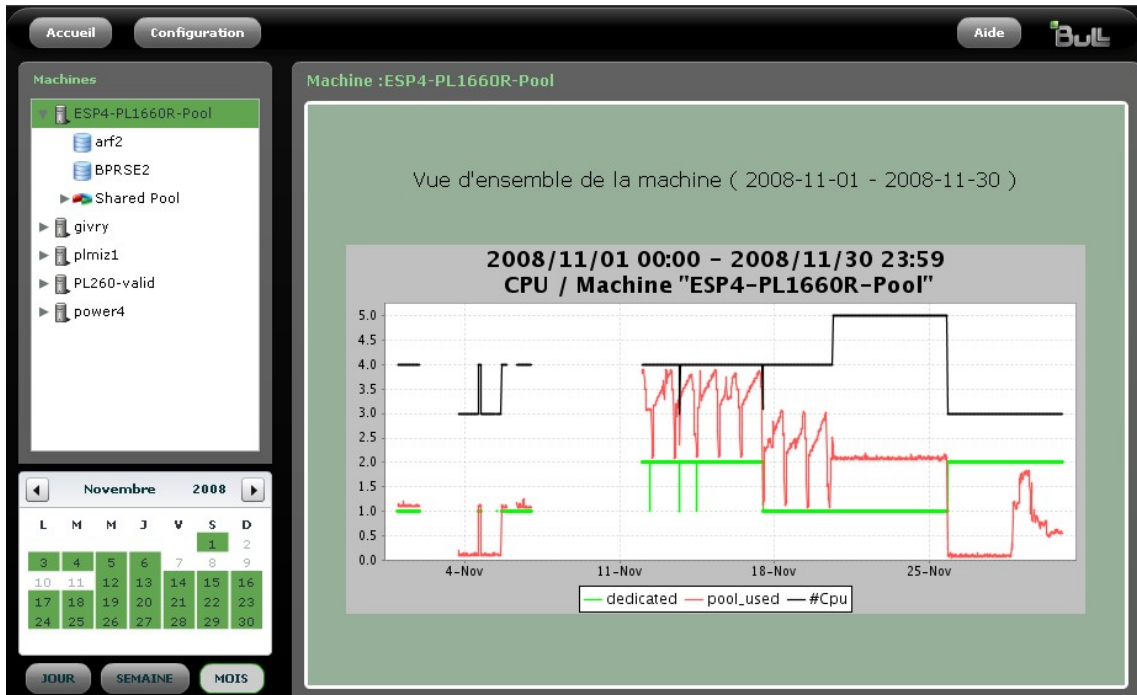 Accueil Configuration Aide Bull
Machines
ESP4-PL1660R-Pool
arf2
BPRSE2
Shared Pool
givry
plmiz1
PL260-valid
power4
Novembre 2008
L M M J V S D
1 2
3 4 5 6 7 8 9
10 11 12 13 14 15 16
17 18 19 20 21 22 23
24 25 26 27 28 29 30
JOUR SEMAINE MOIS
Machine :ESP4-PL1660R-Pool
Vue d'ensemble de la machine ( 2008-11-01 - 2008-11-30 )
2008/11/01 00:00 - 2008/11/30 23:59
CPU / Machine "ESP4-PL1660R-Pool"
5.0
4.5
4.0
3.5
3.0
2.5
2.0
1.5
1.0
0.5
0.0
4-Nov 11-Nov 18-Nov 25-Nov
dedicated pool_used #Cpu